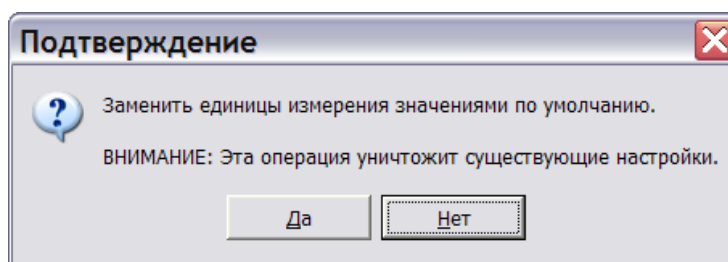 Подтверждение
Заменить единицы измерения значениями по умолчанию.
ВНИМАНИЕ: Эта операция уничтожит существующие настройки.
Да
Нет